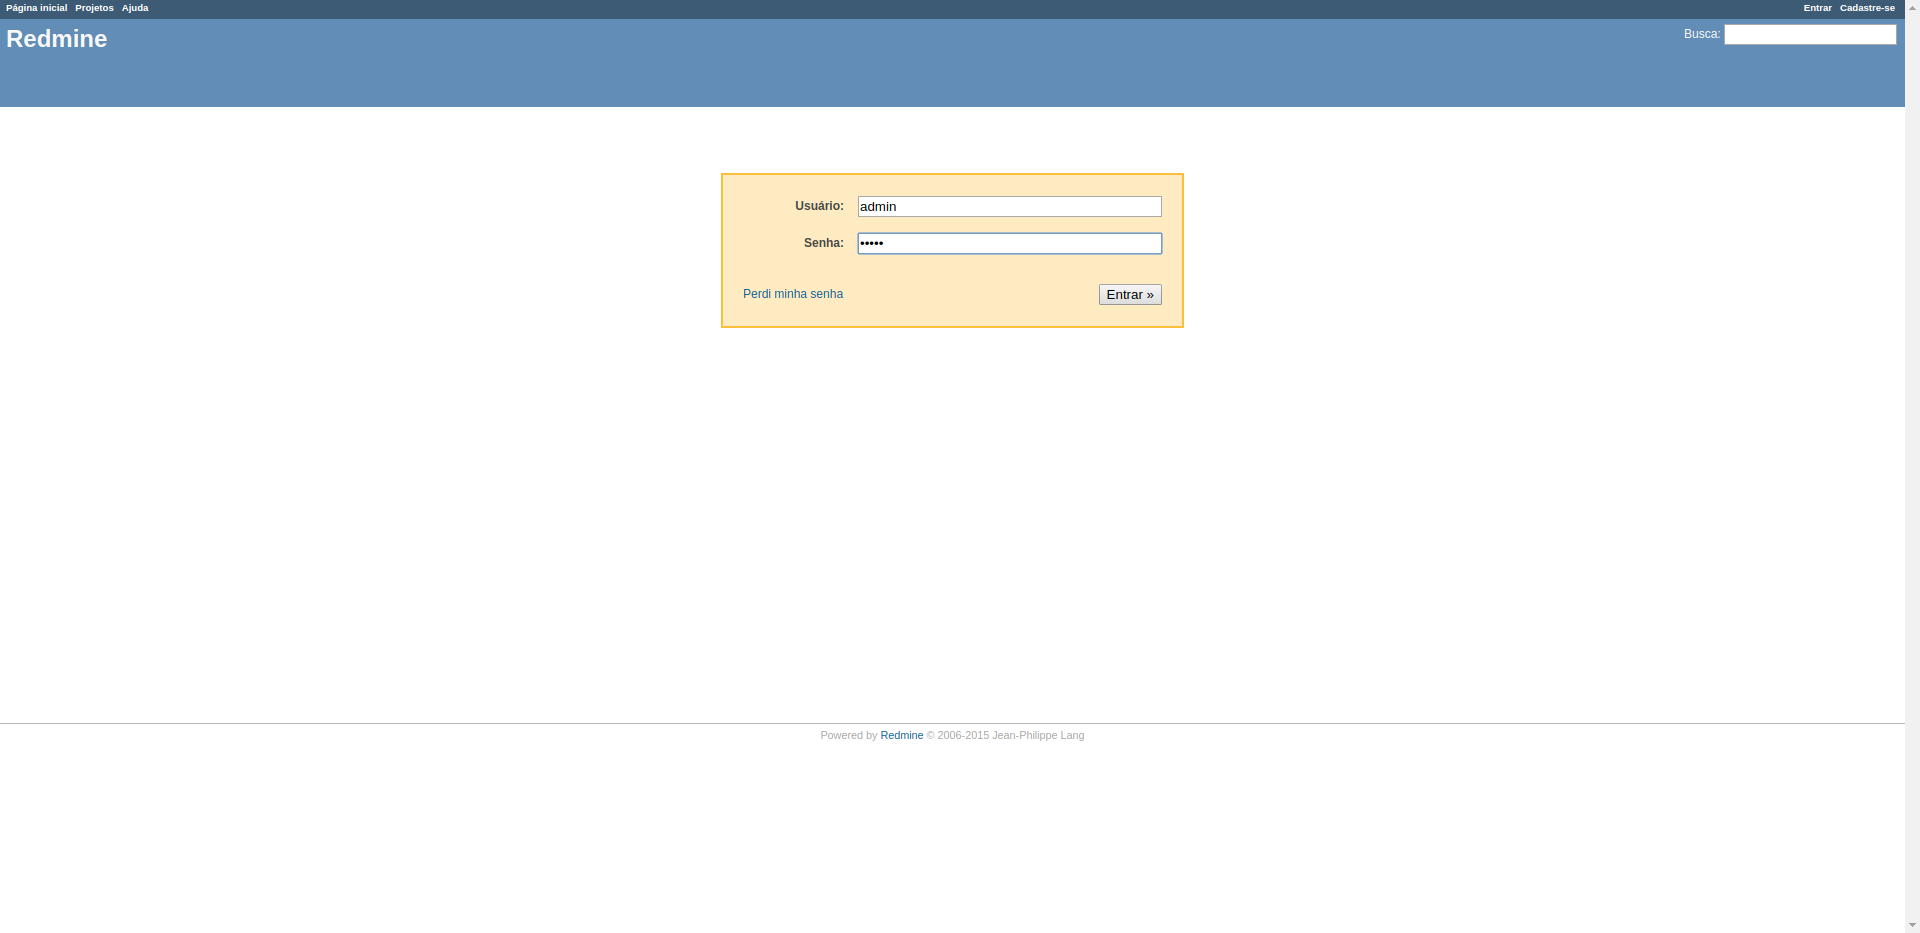 Página inicial Projetos Ajuda Entrar Cadastre-se
Redmine
Busca:
Usuário: admin
Senha: •••••
Perdi minha senha Entrar »
Powered by Redmine © 2006-2015 Jean-Philippe Lang